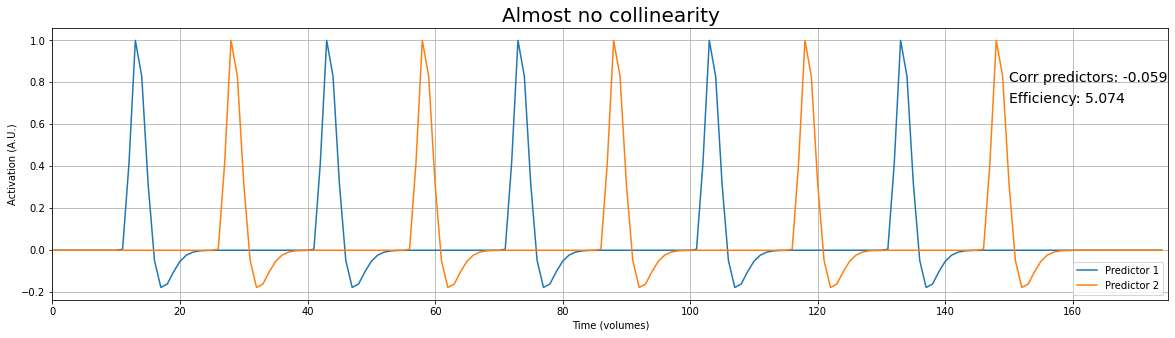 Almost no collinearity
1.0
0.8
0.6
0.4
0.2
0.0
−0.2
Activation (A.U.)
Corr predictors: -0.059
Efficiency: 5.074
Predictor 1
Predictor 2
0 20 40 60 80 100 120 140 160
Time (volumes)